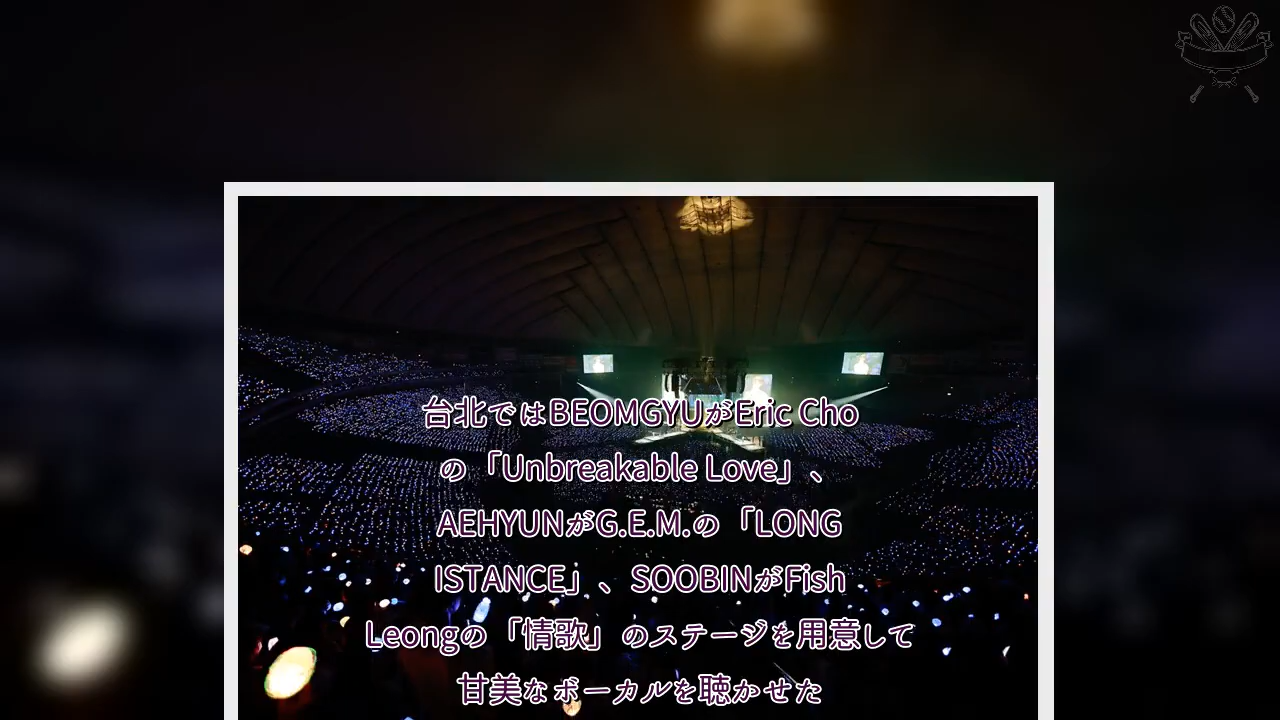 台北ではBEOMGYUがEric Cho
の「Unbreakable Love」、
AEHYUNがG.E.M.の「LONG
ISTANCE」、SOOBINがFish
Leongの「情歌」のステージを用意して
甘美なボーカルを聴かせた